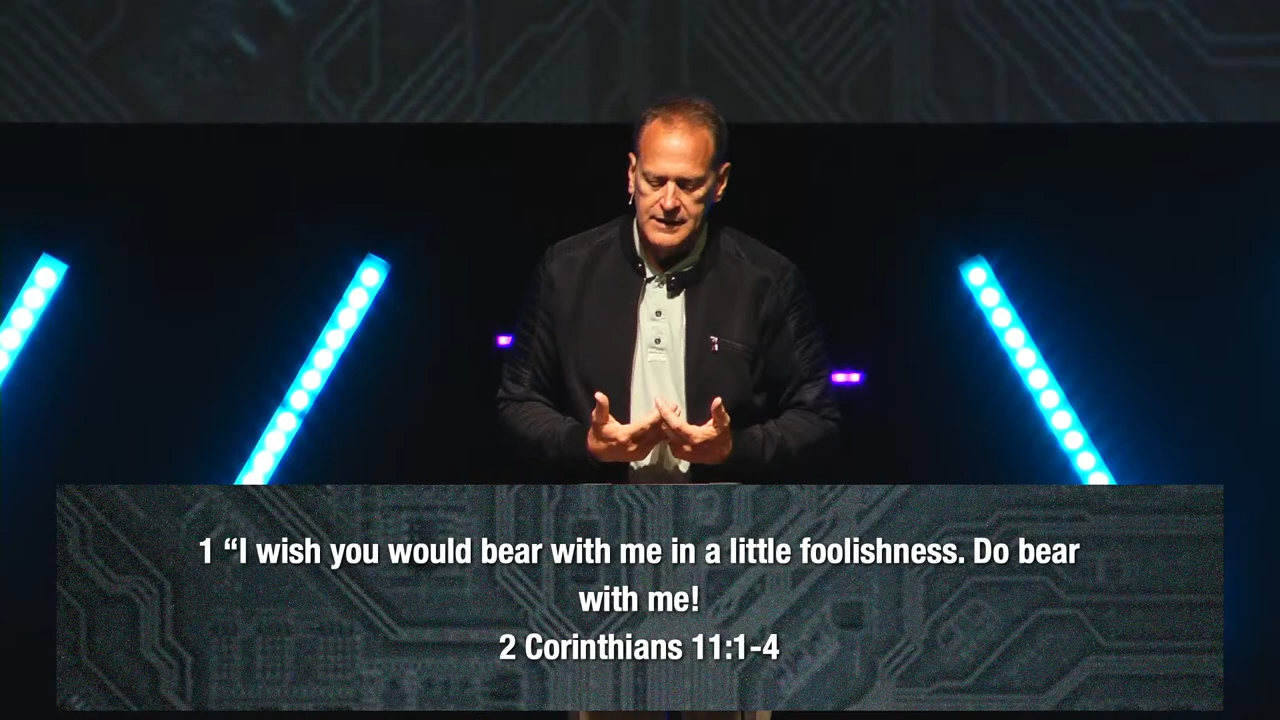 1 “I wish you would bear with me in a little foolishness. Do bear
with me!
2 Corinthians 11:1-4